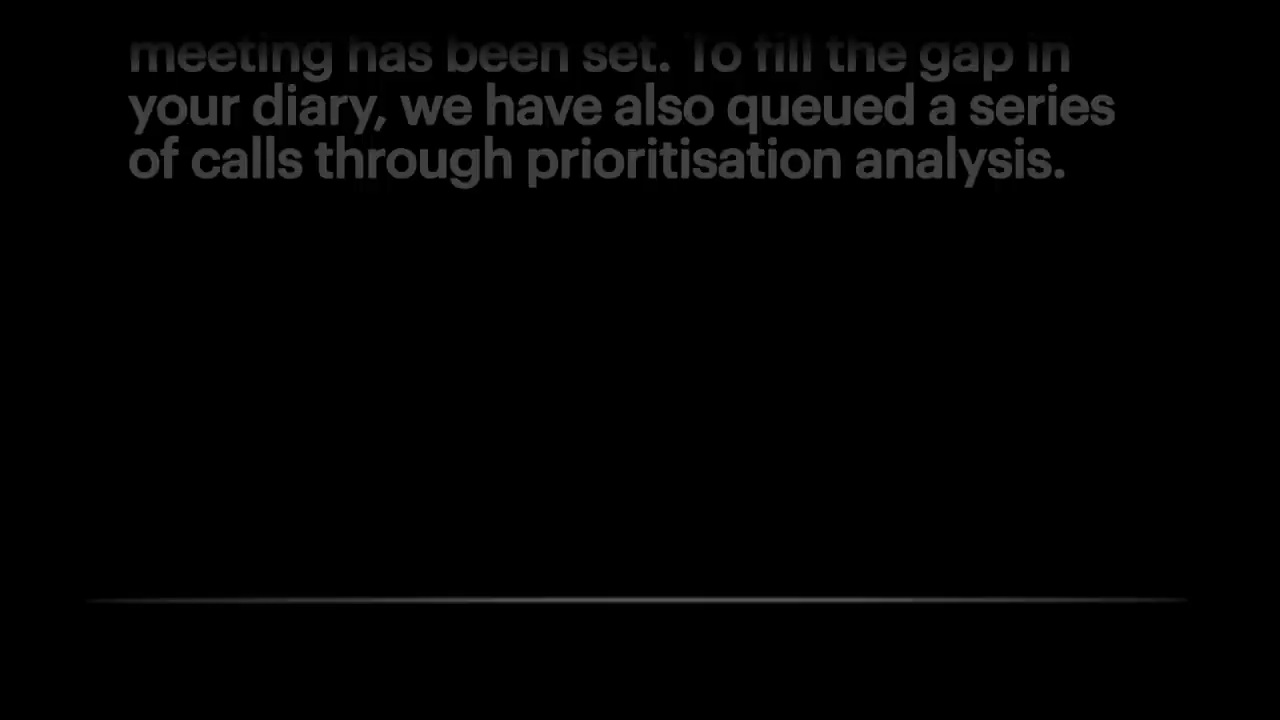 meeting has been set. To fill the gap in
your diary, we have also queued a series
of calls through prioritisation analysis.